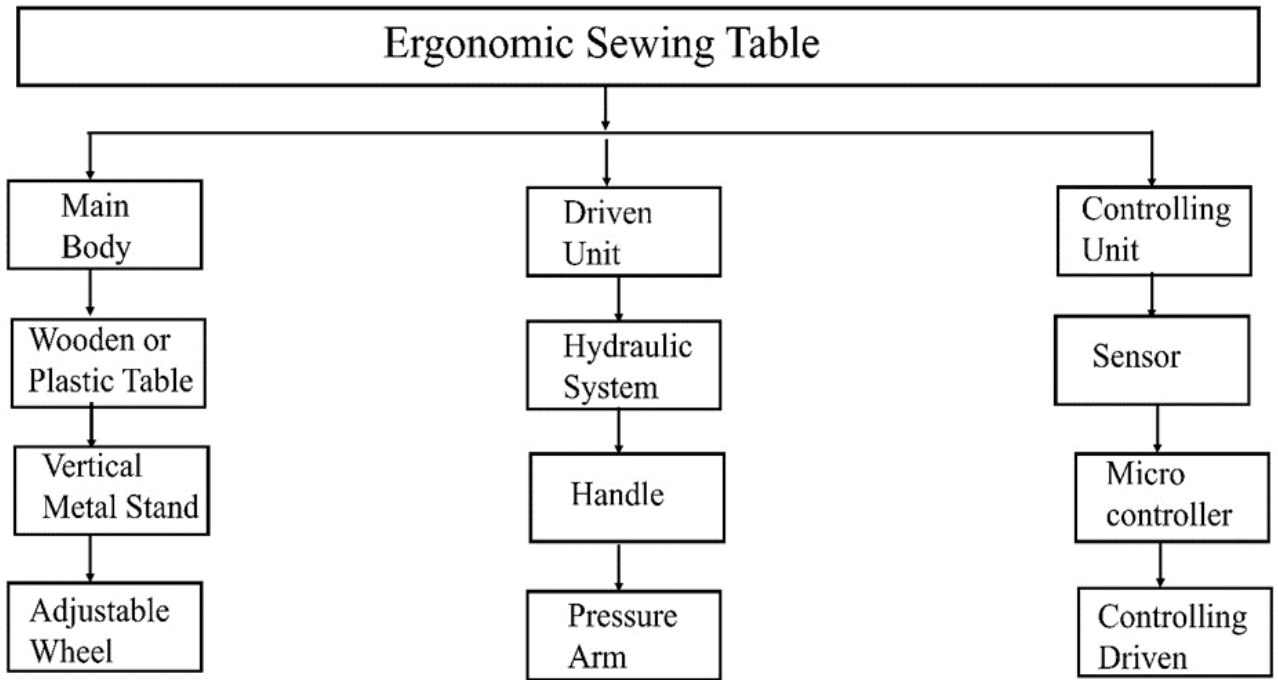 Ergonomic Sewing Table
Main
Body
Wooden or
Plastic Table
Vertical
Metal Stand
Adjustable
Wheel
Driven
Unit
Hydraulic
System
Handle
Pressure
Arm
Controlling
Unit
Sensor
Micro
controller
Controlling
Driven